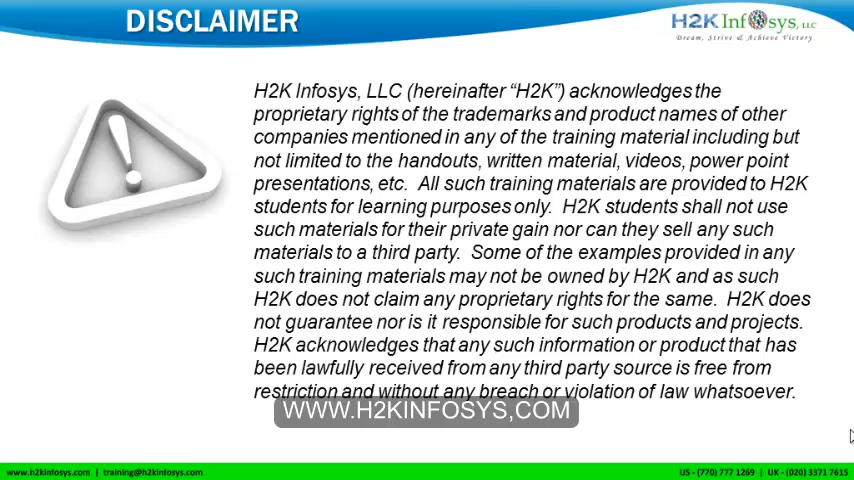 DISCLAIMER
H2K Infosys, LLC
Dream, Strive & Achieve Victory
H2K Infosys, LLC (hereinafter “H2K”) acknowledges the
proprietary rights of the trademarks and product names of other
companies mentioned in any of the training material including but
not limited to the handouts, written material, videos, power point
presentations, etc.  All such training materials are provided to H2K
students for learning purposes only.  H2K students shall not use
such materials for their private gain nor can they sell any such
materials to a third party.  Some of the examples provided in any
such training materials may not be owned by H2K and as such
H2K does not claim any proprietary rights for the same.  H2K does
not guarantee nor is it responsible for such products and projects.
H2K acknowledges that any such information or product that has
been lawfully received from any third party source is free from
restriction and without any breach or violation of law whatsoever.
WWW.H2KINFOSYS,COM
www.h2kinfosys.com | training@h2kinfosys.com
US - (770) 777 1269 | UK - (020) 3371 7615